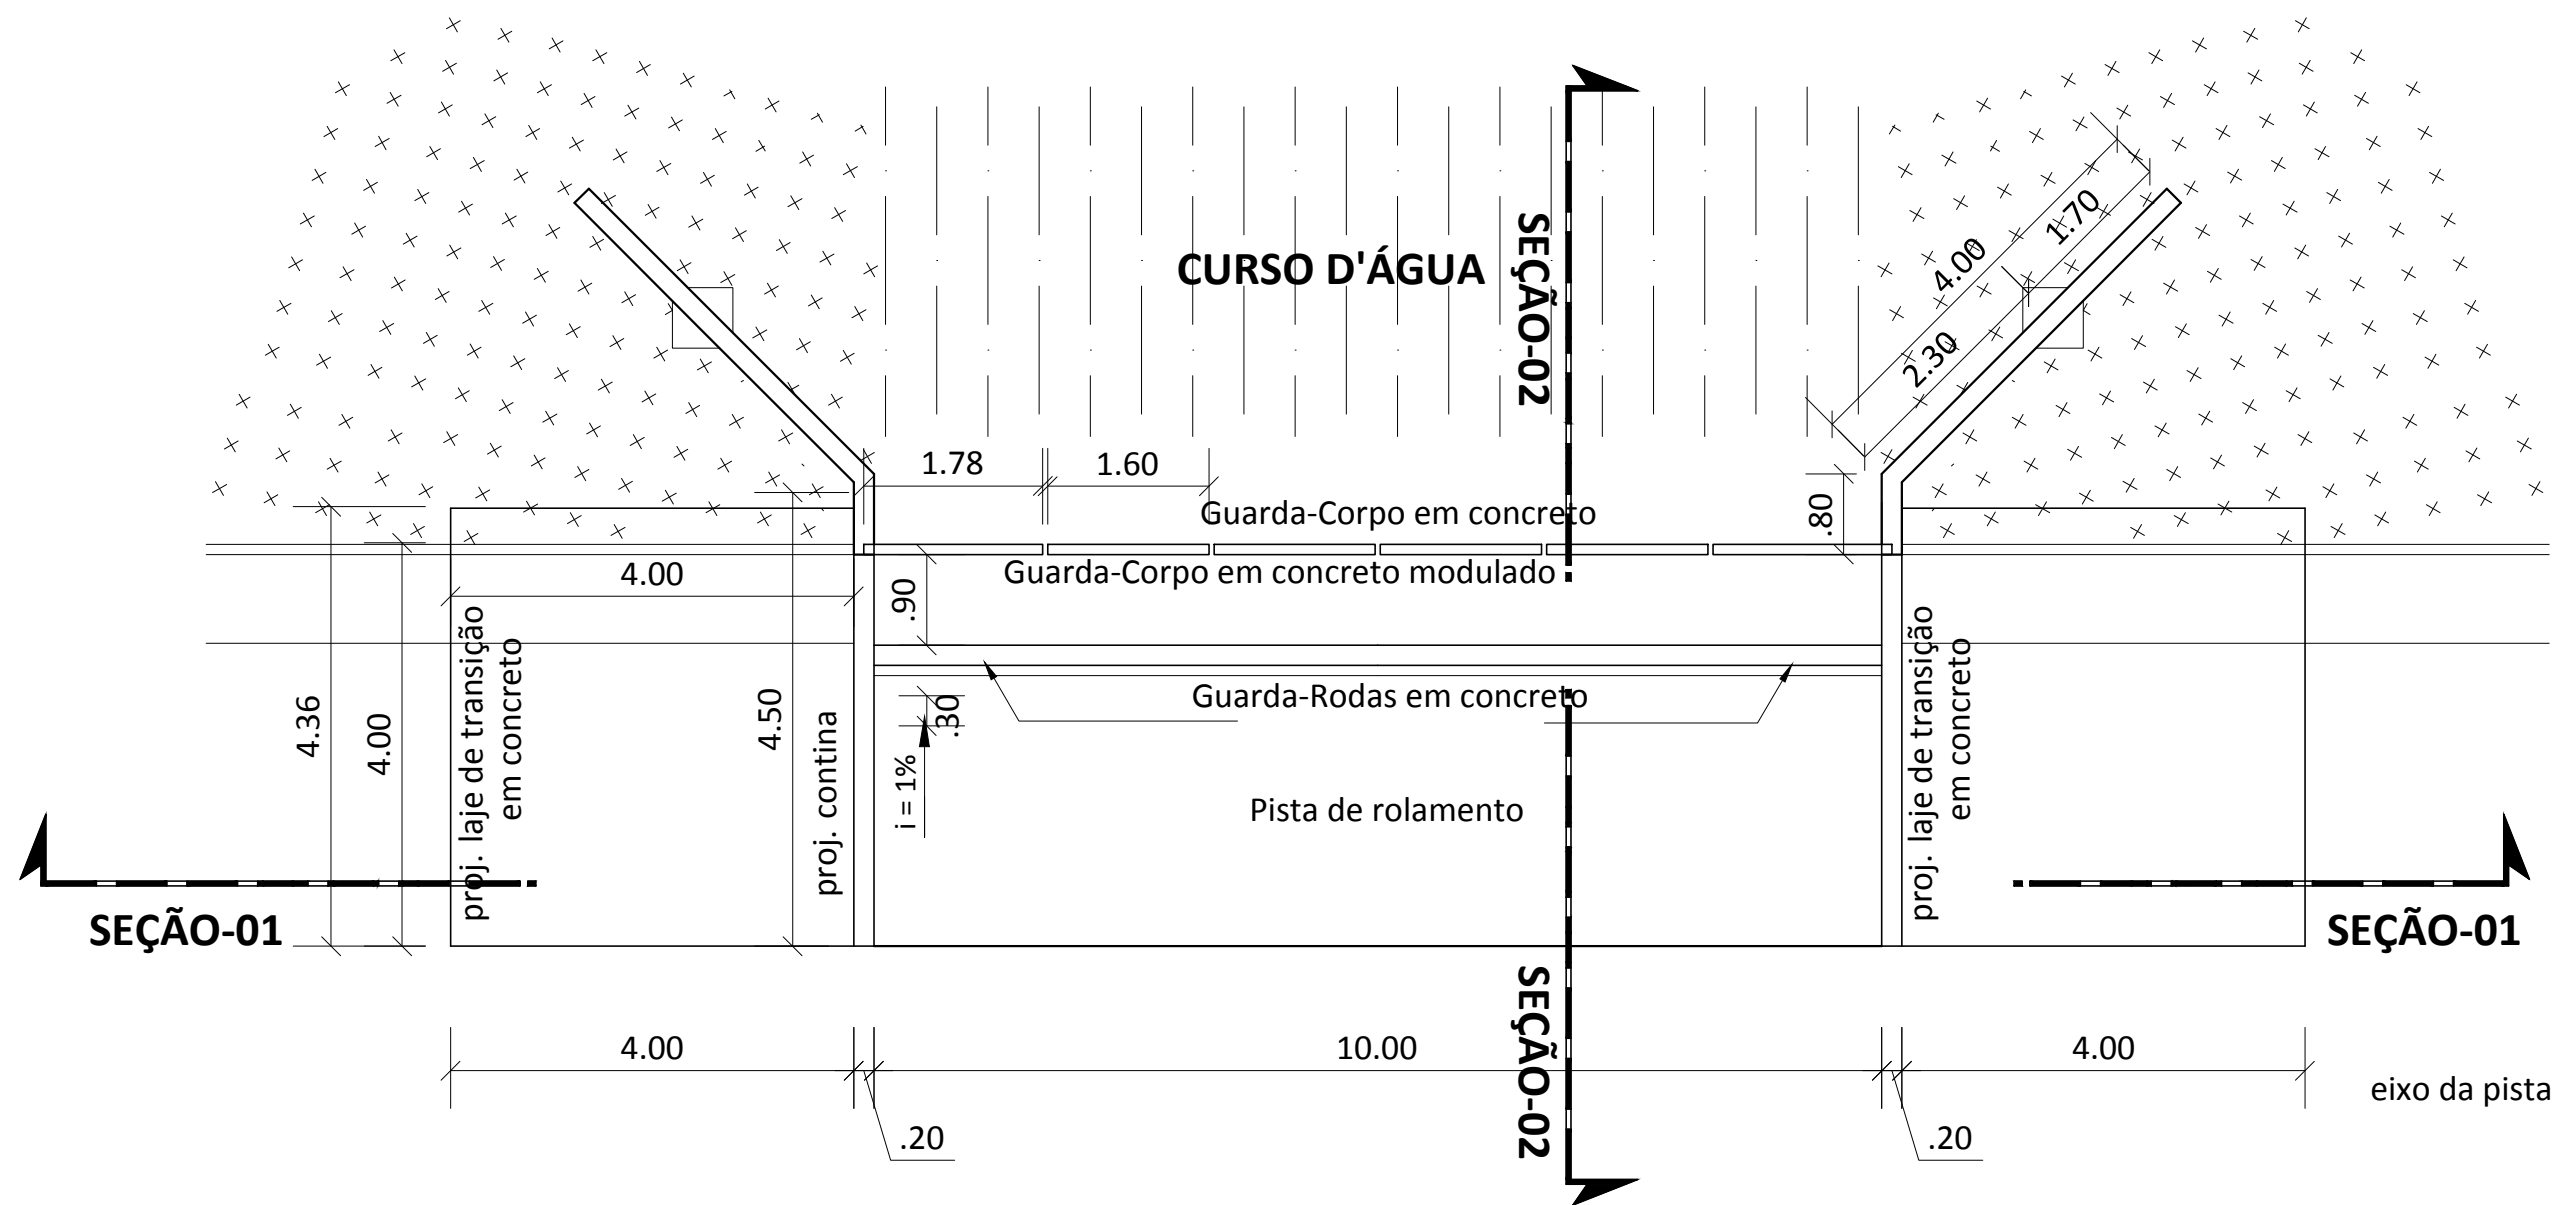 SEÇÃO-02
CURSO D'ÁGUA
4.00
1.70
2.30
1.78
1.60
.80
Guarda-Corpo em concreto
Guarda-Corpo em concreto modulado
4.00
.90
4.36
4.00
4.50
proj. laje de transição
em concreto
proj. contina
Guarda-Rodas em concreto
.30
i = 1%
Pista de rolamento
proj. laje de transição
em concreto
SEÇÃO-01
SEÇÃO-01
SEÇÃO-02
4.00
10.00
4.00
eixo da pista
.20
.20